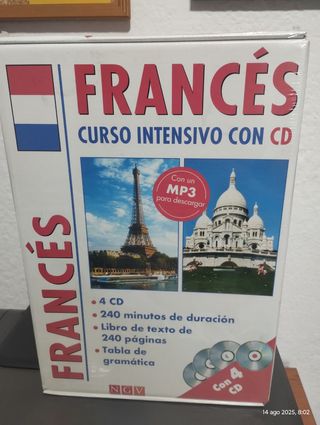 FRANCÉS
CURSO INTENSIVO CON CD
FRANCÉS
Con un
MP3
para descargar
• 4 CD
• 240 minutos de duración
• Libro de texto de
240 páginas
• Tabla de
gramática
Con 4
CD
NGV
14 ago 2025, 8:02